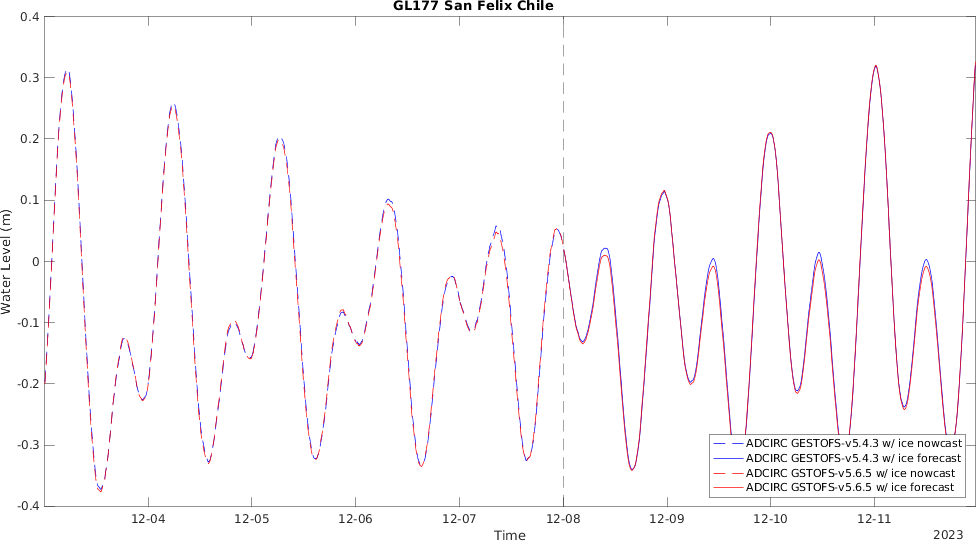 GL177 San Felix Chile
0.4
0.3
0.2
0.1
0
-0.1
-0.2
-0.3
-0.4
Water Level (m)
ADCIRC GESTOFS-v5.4.3 w/ ice nowcast
ADCIRC GESTOFS-v5.4.3 w/ ice forecast
ADCIRC GSTOFS-v5.6.5 w/ ice nowcast
ADCIRC GSTOFS-v5.6.5 w/ ice forecast
12-04 12-05 12-06 12-07 12-08 12-09 12-10 12-11
Time
2023